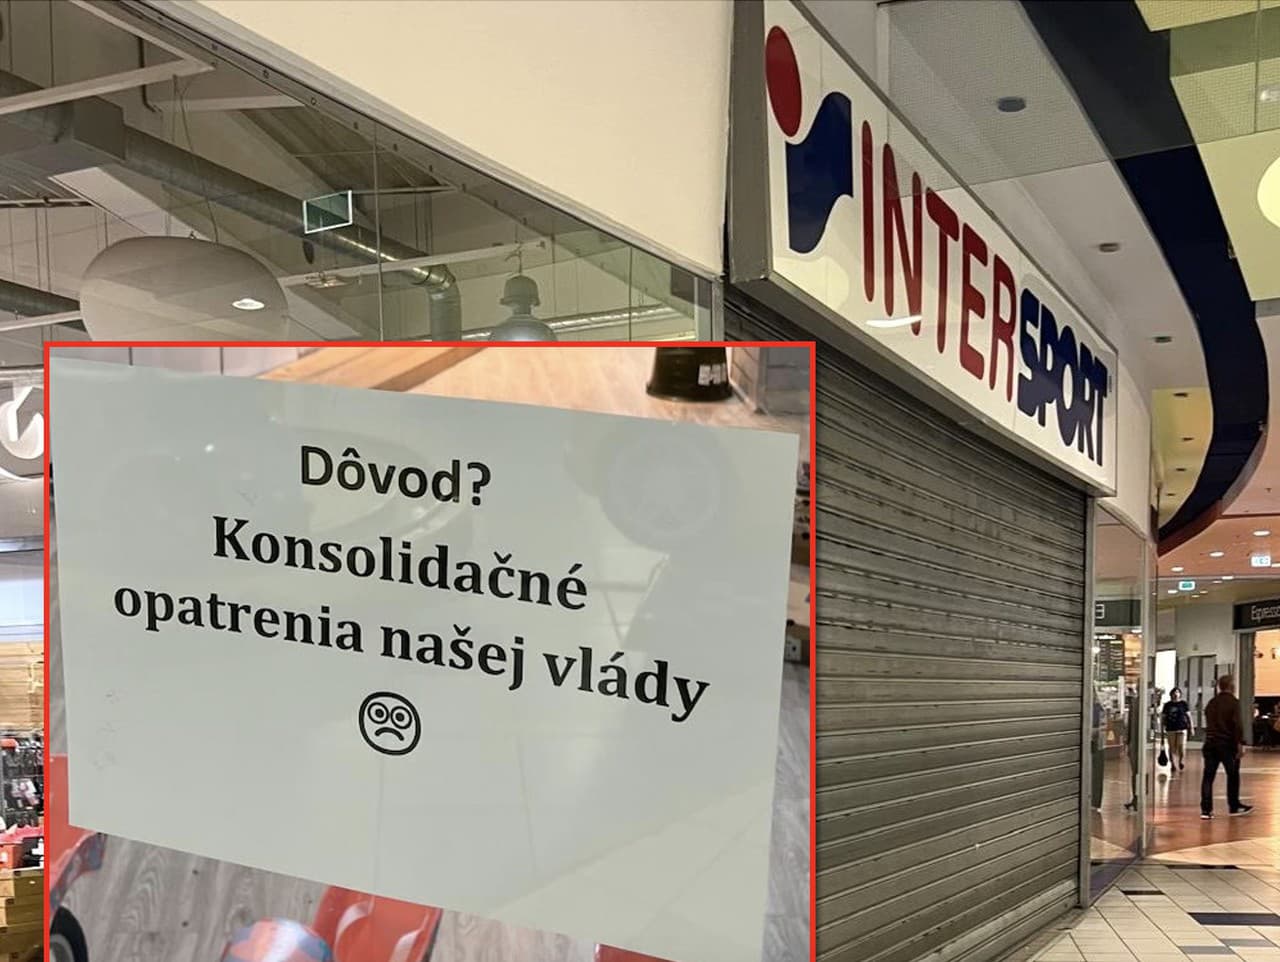 INTERSPORT
Dôvod?
Konsolidačné
opatrenia našej vlády